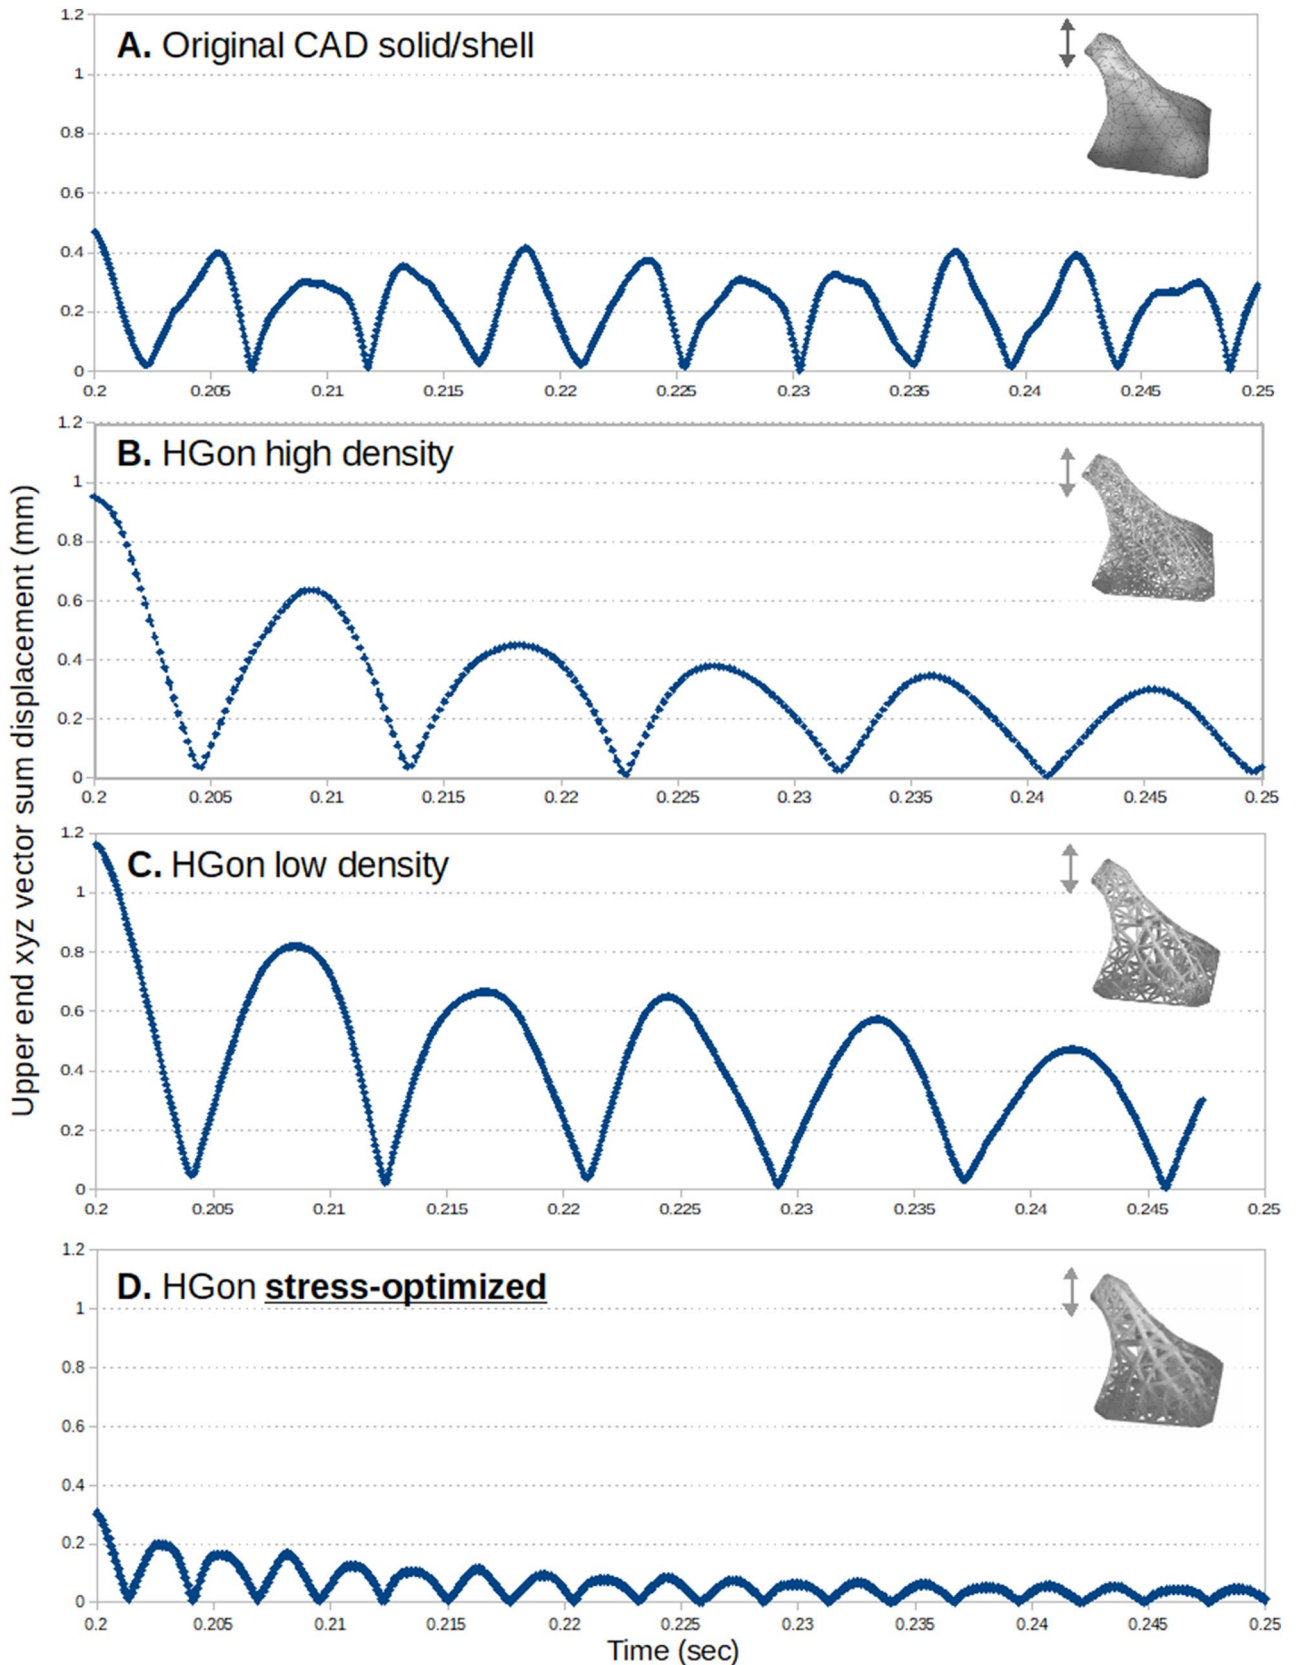 1.2
A. Original CAD solid/shell
1
0.8
0.6
0.4
0.2
0
0.2 0.205 0.21 0.215 0.22 0.225 0.23 0.235 0.24 0.245 0.25
1.2
B. HGon high density
1
0.8
0.6
0.4
0.2
0
0.2 0.205 0.21 0.215 0.22 0.225 0.23 0.235 0.24 0.245 0.25
Upper end xyz vector sum displacement (mm)
1.2
C. HGon low density
1
0.8
0.6
0.4
0.2
0
0.2 0.205 0.21 0.215 0.22 0.225 0.23 0.235 0.24 0.245 0.25
1.2
D. HGon stress-optimized
1
0.8
0.6
0.4
0.2
0
0.2 0.205 0.21 0.215 0.22 0.225 0.23 0.235 0.24 0.245 0.25
Time (sec)